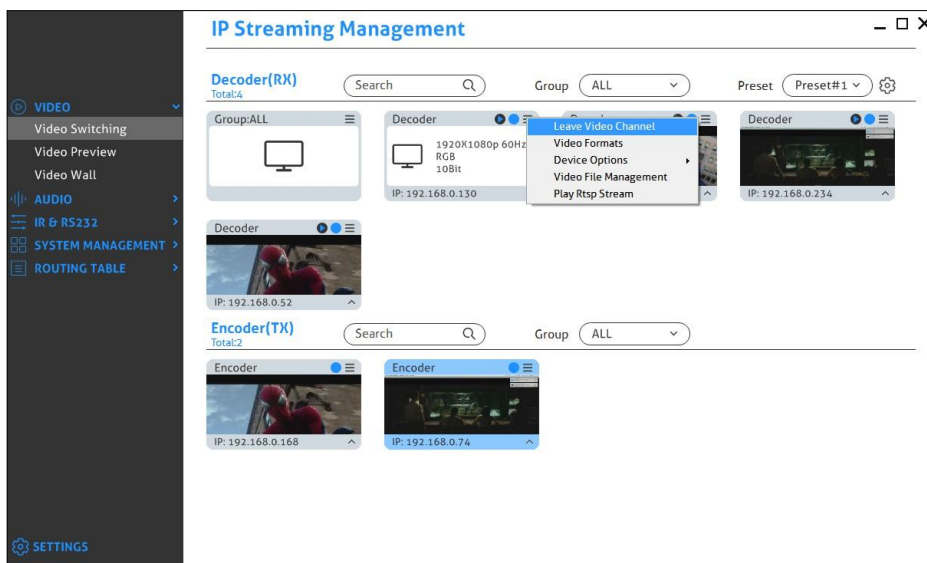 IP Streaming Management
VIDEO
Video Switching
Video Preview
Video Wall
AUDIO
IR & RS232
SYSTEM MANAGEMENT
ROUTING TABLE
SETTINGS
Decoder(RX)
Total:4
Search
Group
ALL
Preset
Preset#1
Group:ALL
Decoder
1920X1080p 60Hz
RGB
10Bit
IP: 192.168.0.130
Leave Video Channel
Video Formats
Device Options
Video File Management
Play Rtsp Stream
Decoder
IP: 192.168.0.234
Decoder
IP: 192.168.0.52
Encoder(TX)
Total:2
Search
Group
ALL
Encoder
IP: 192.168.0.168
Encoder
IP: 192.168.0.74